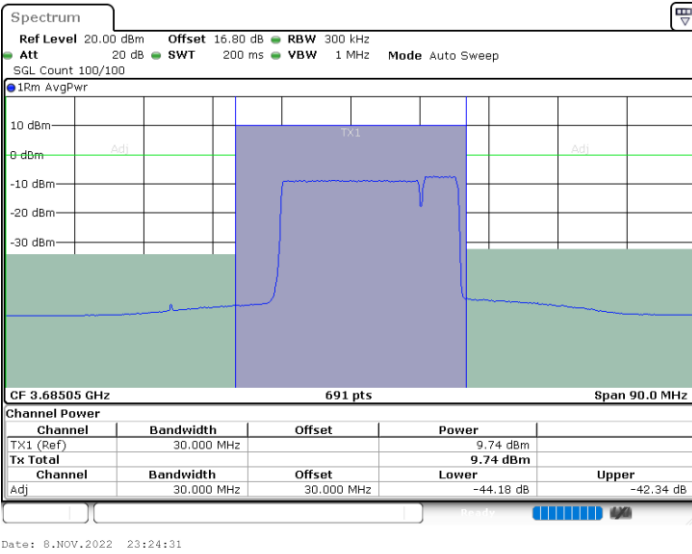 Spectrum
Ref Level 20.00 dBm Offset 16.80 dB RBW 300 kHz
Att 20 dB SWT 200 ms VBW 1 MHz Mode Auto Sweep
SGL Count 100/100
1Rm AvgPwr
10 dBm
TX1
Adj Adj
0 dBm
-10 dBm
-20 dBm
-30 dBm
CF 3.68505 GHz 691 pts Span 90.0 MHz
Channel Power
Channel Bandwidth Offset Power
TX1 (Ref) 30.000 MHz 9.74 dBm
Tx Total 9.74 dBm
Channel Bandwidth Offset Lower Upper
Adj 30.000 MHz 30.000 MHz -44.18 dB -42.34 dB
Ready
Date: 8.NOV.2022 23:24:31